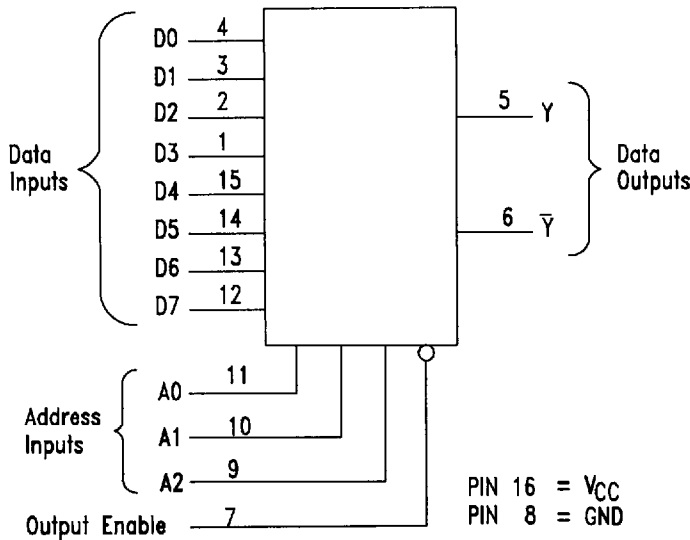 Data
Inputs
D0 4
D1 3
D2 2
D3 1
D4 15
D5 14
D6 13
D7 12
5 Y
6 Y̅
Data
Outputs
Address
Inputs
A0 11
A1 10
A2 9
Output Enable 7
PIN 16 = VCC
PIN 8 = GND